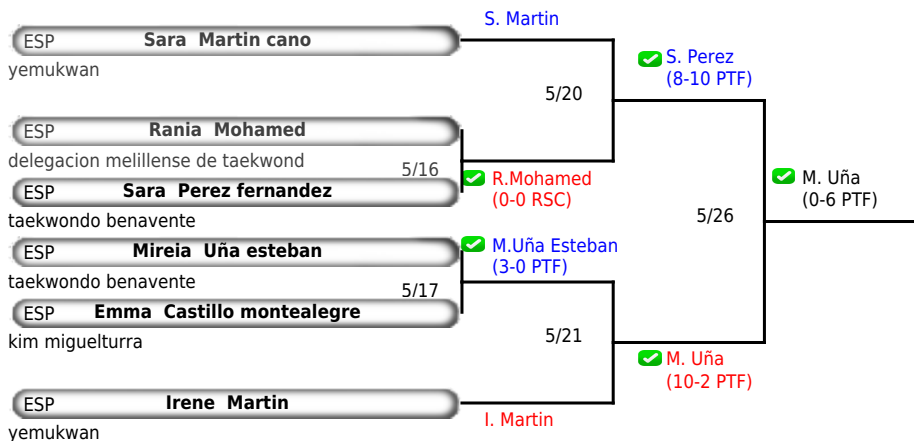 S. Martin
ESP Sara Martin cano
yemukwan
S. Perez
(8-10 PTF)
5/20
ESP Rania Mohamed
delegacion melillense de taekwond
5/16
R.Mohamed
(0-0 RSC)
ESP Sara Perez fernandez
taekwondo benavente
M. Uña
(0-6 PTF)
5/26
ESP Mireia Uña esteban
taekwondo benavente
M.Uña Esteban
(3-0 PTF)
5/17
ESP Emma Castillo montealegre
kim miguelturra
5/21
M. Uña
(10-2 PTF)
ESP Irene Martin
yemukwan
I. Martin